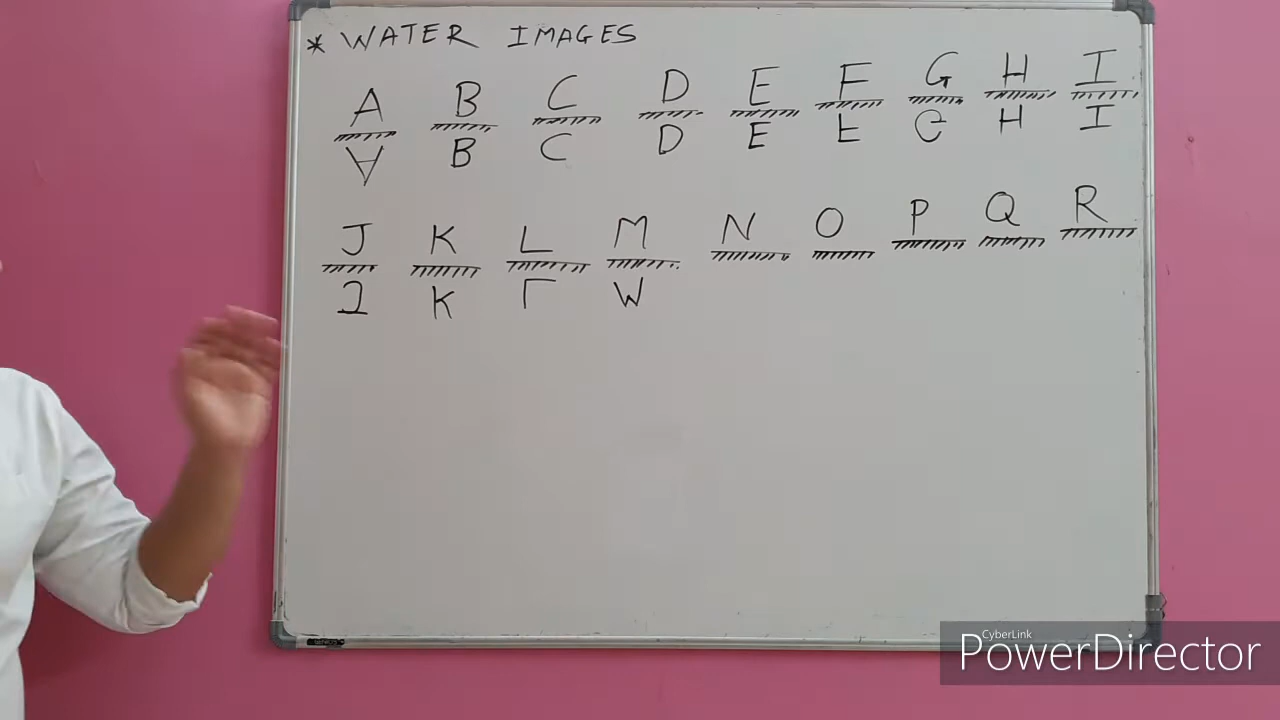 * WATER IMAGES
A B C D E F G H I
∀ B C D E
H I
J K L M N O P Q R
K Γ W
CyberLink
PowerDirector